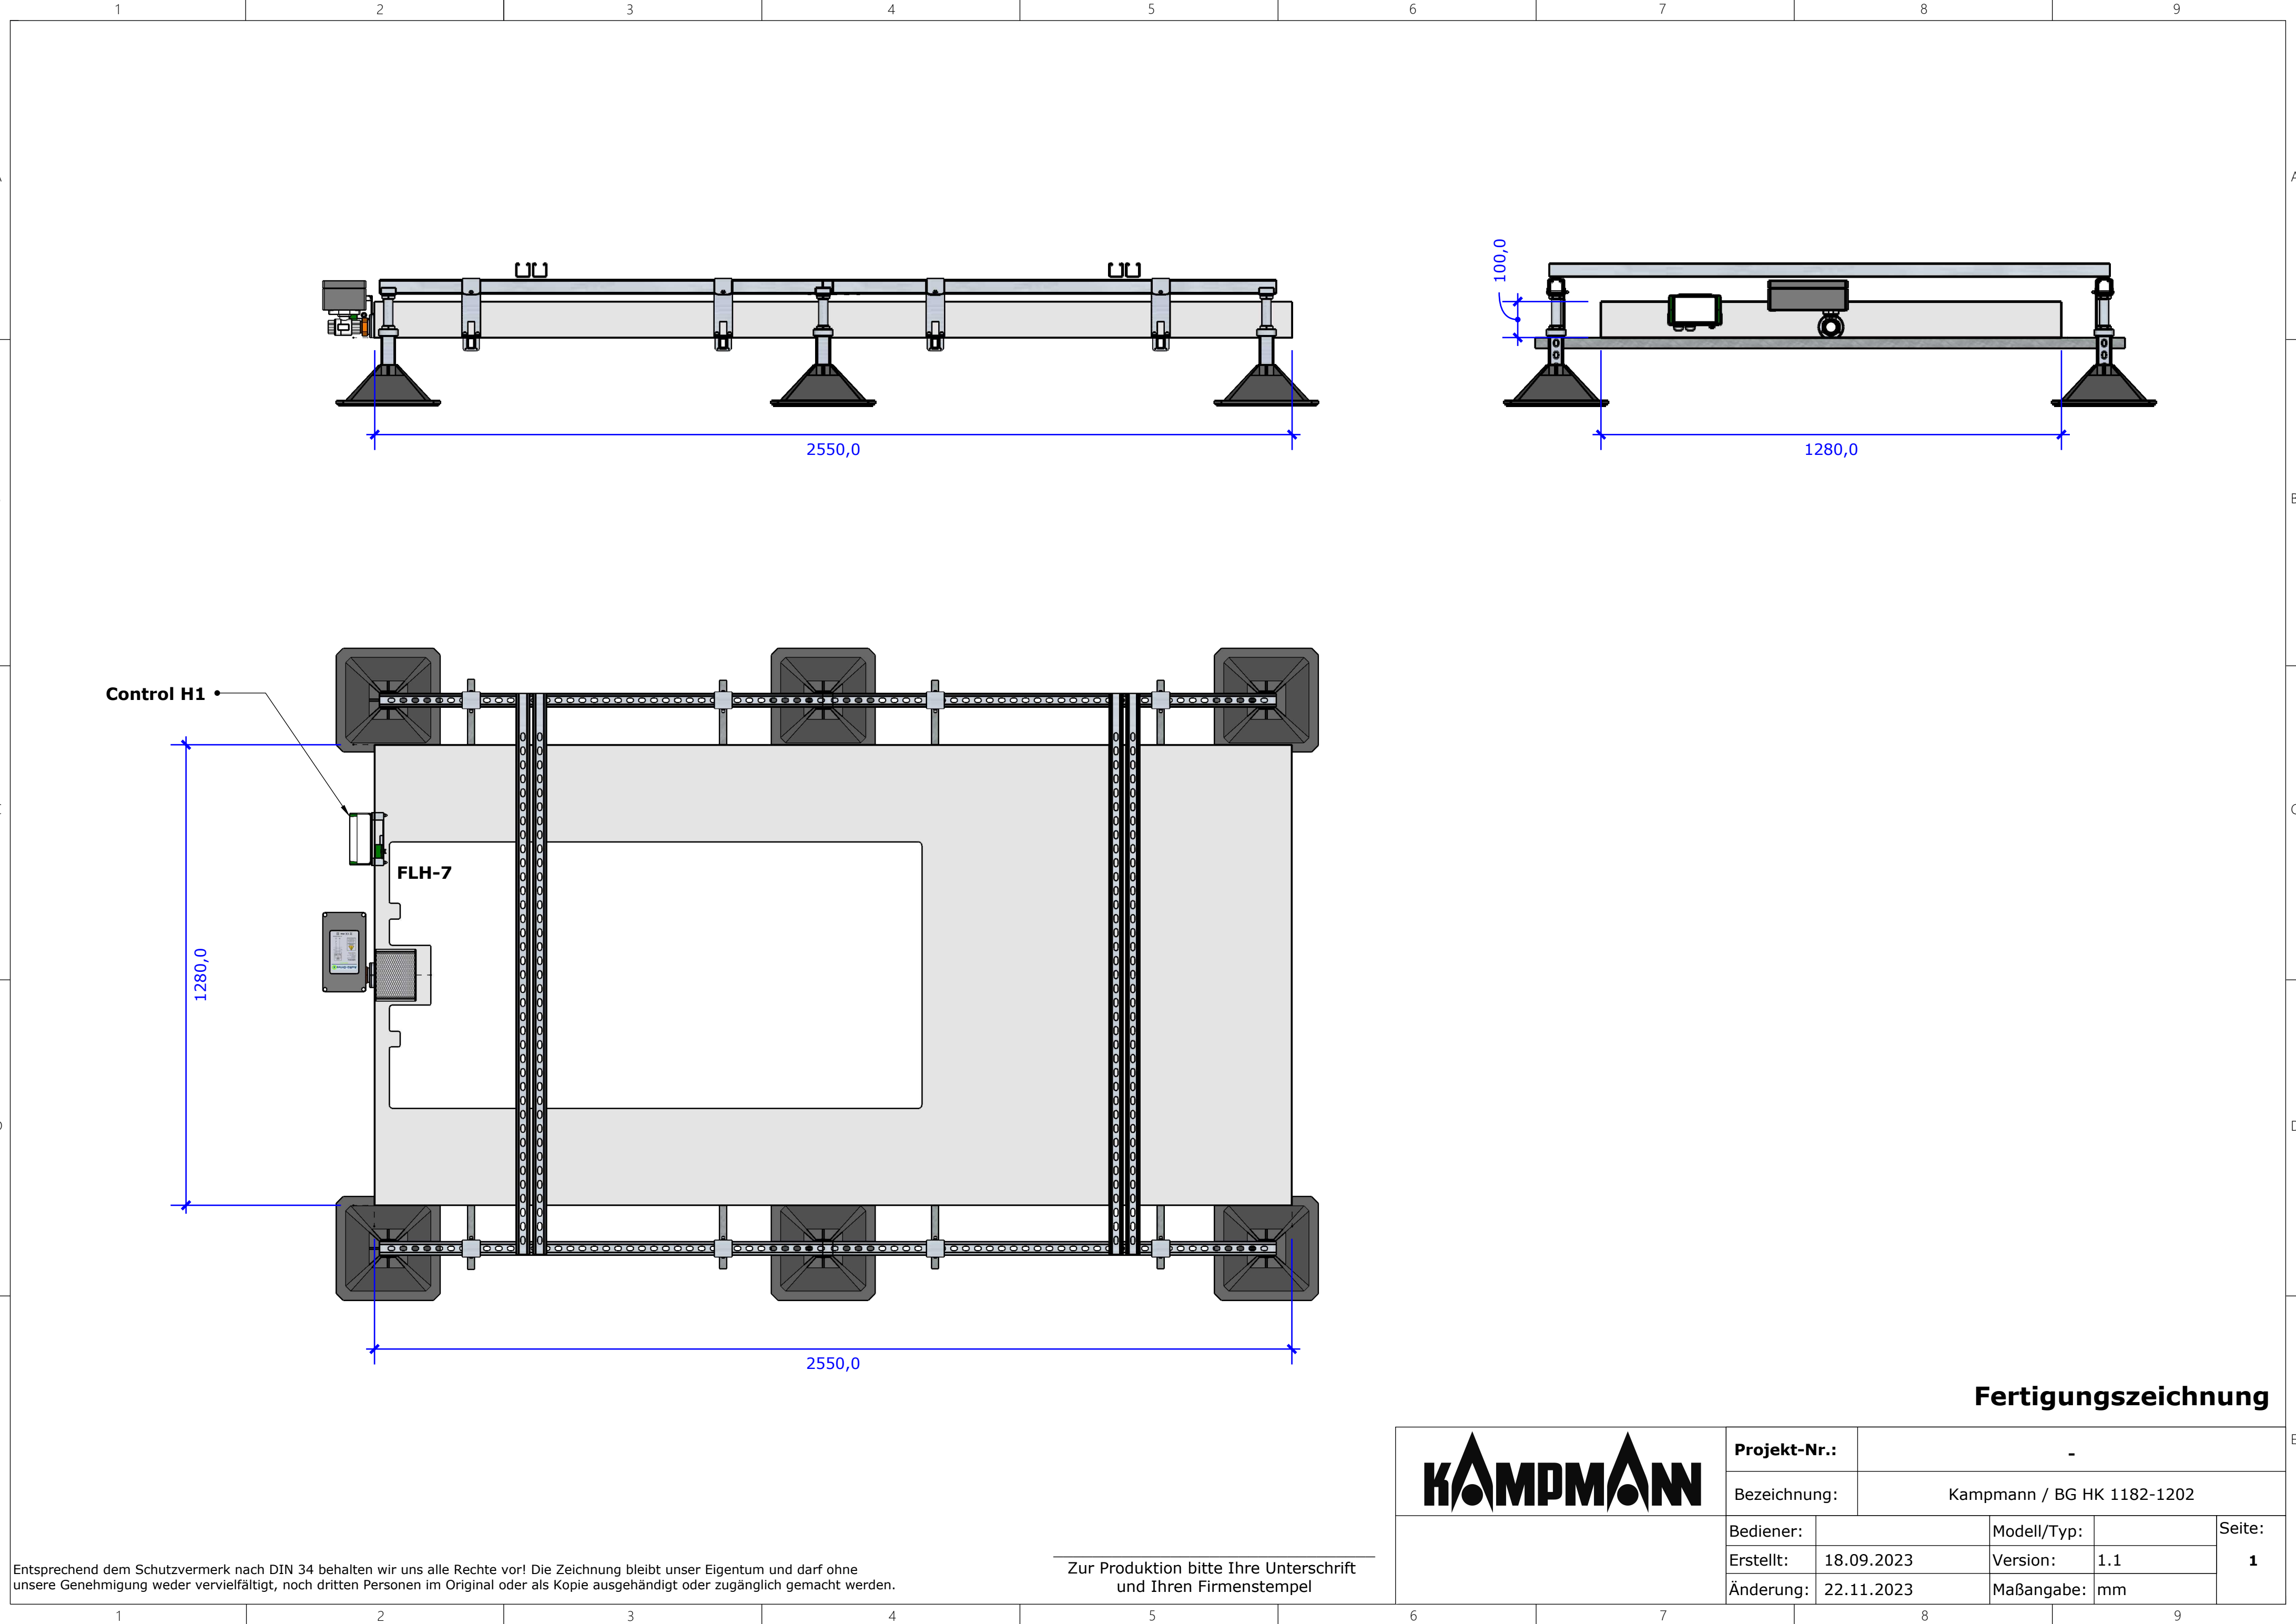 1 2 3 4 5 6 7 8 9
A A
100,0
2550,0 1280,0
B
Control H1
C
FLH-7
1280,0
D
2550,0
Fertigungszeichnung
E
KAMPMANN
Projekt-Nr.: -
Bezeichnung: Kampmann / BG HK 1182-1202
Bediener: Modell/Typ: Seite:
Erstellt: 18.09.2023 Version: 1.1 1
Änderung: 22.11.2023 Maßangabe: mm
Zur Produktion bitte Ihre Unterschrift
und Ihren Firmenstempel
Entsprechend dem Schutzvermerk nach DIN 34 behalten wir uns alle Rechte vor! Die Zeichnung bleibt unser Eigentum und darf ohne
unsere Genehmigung weder vervielfältigt, noch dritten Personen im Original oder als Kopie ausgehändigt oder zugänglich gemacht werden.
1 2 3 4 5 6 7 8 9